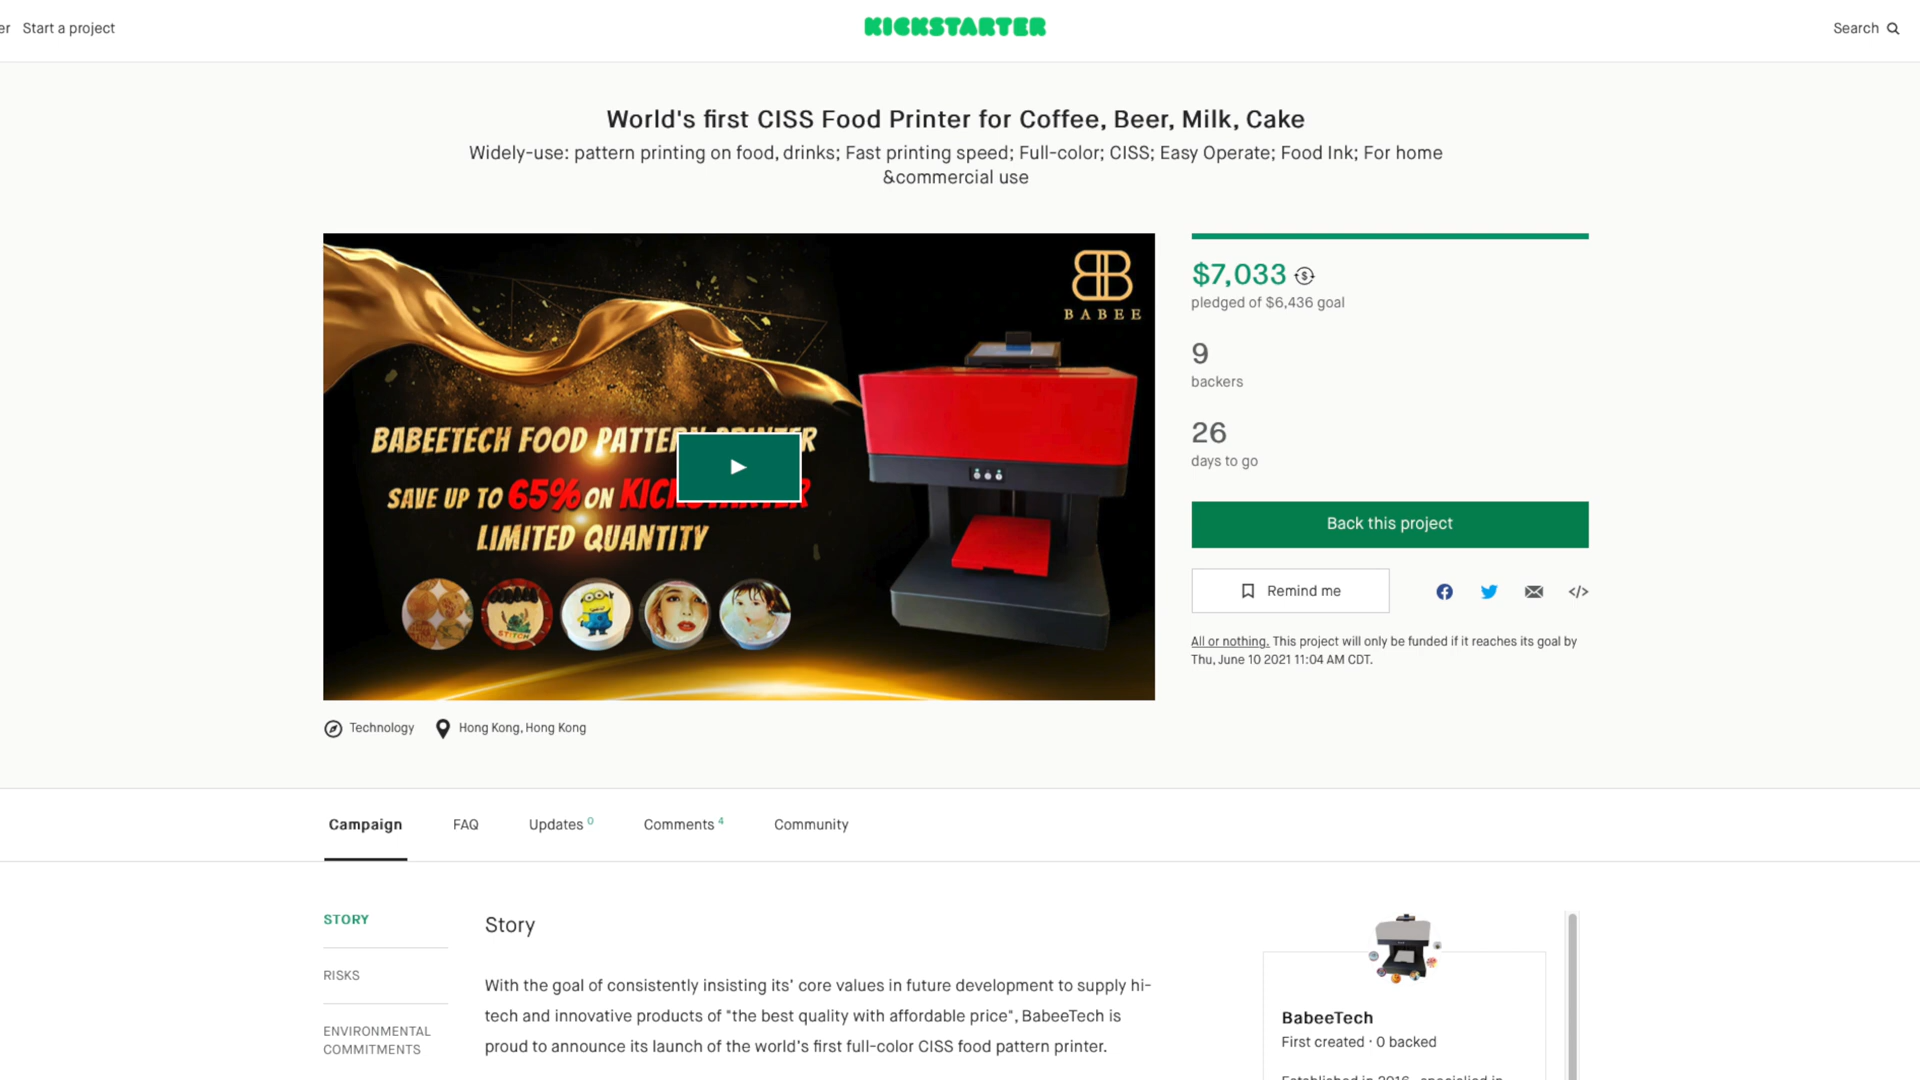 er Start a project
KICKSTARTER
Search
World's first CISS Food Printer for Coffee, Beer, Milk, Cake
Widely-use: pattern printing on food, drinks; Fast printing speed; Full-color; CISS; Easy Operate; Food Ink; For home
&commercial use
BABEE
BABEETECH FOOD PATTERN PRINTER
SAVE UP TO 65% ON KICKSTARTER
LIMITED QUANTITY
STITCH
Technology
Hong Kong, Hong Kong
$7,033
pledged of $6,436 goal
9
backers
26
days to go
Back this project
Remind me
</>
All or nothing. This project will only be funded if it reaches its goal by
Thu, June 10 2021 11:04 AM CDT.
Campaign
FAQ
Updates 0
Comments 4
Community
STORY
RISKS
ENVIRONMENTAL
COMMITMENTS
Story
With the goal of consistently insisting its' core values in future development to supply hi-
tech and innovative products of "the best quality with affordable price", BabeeTech is
proud to announce its launch of the world's first full-color CISS food pattern printer.
BabeeTech
First created · 0 backed